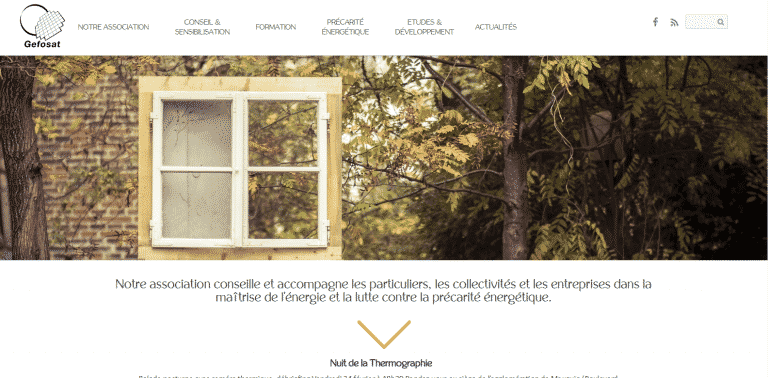 Gefosat
NOTRE ASSOCIATION
CONSEIL &
SENSIBILISATION
FORMATION
PRÉCARITÉ
ÉNERGÉTIQUE
ETUDES &
DÉVELOPPEMENT
ACTUALITÉS
Notre association conseille et accompagne les particuliers, les collectivités et les entreprises dans la
maîtrise de l'énergie et la lutte contre la précarité énergétique.
Nuit de la Thermographie